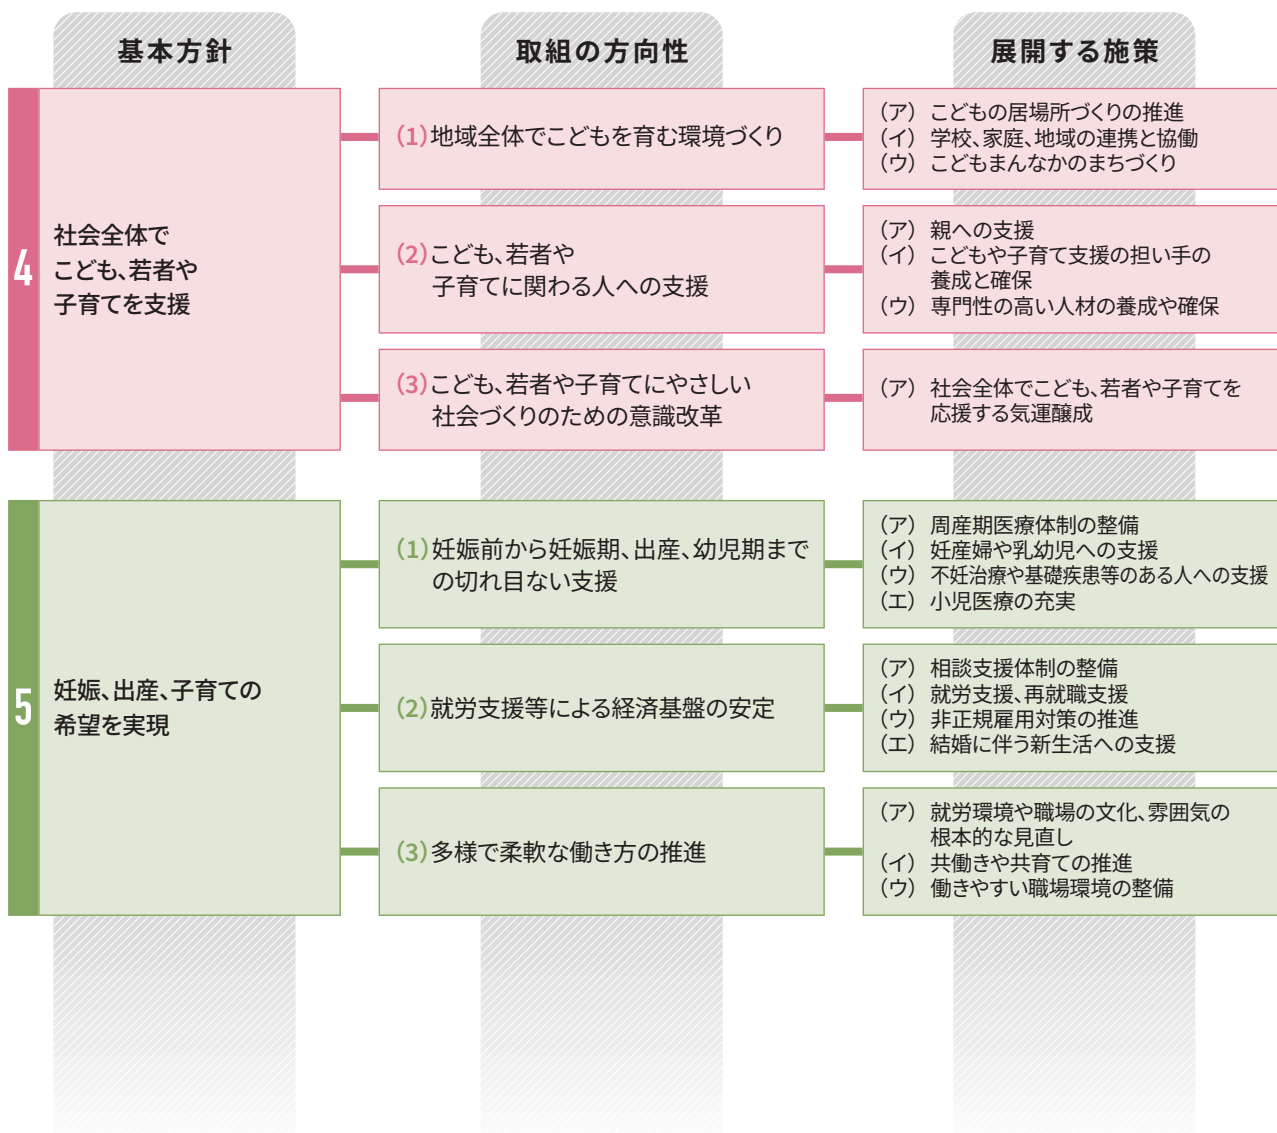 基本方針
取組の方向性
展開する施策
4
社会全体で
こども、若者や
子育てを支援
(1)地域全体でこどもを育む環境づくり
(ア) こどもの居場所づくりの推進
(イ) 学校、家庭、地域の連携と協働
(ウ) こどもまんなかのまちづくり
(2)こども、若者や
子育てに関わる人への支援
(ア) 親への支援
(イ) こどもや子育て支援の担い手の
養成と確保
(ウ) 専門性の高い人材の養成や確保
(3)こども、若者や子育てにやさしい
社会づくりのための意識改革
(ア) 社会全体でこども、若者や子育てを
応援する気運醸成
5
妊娠、出産、子育ての
希望を実現
(1)妊娠前から妊娠期、出産、幼児期まで
の切れ目ない支援
(ア) 周産期医療体制の整備
(イ) 妊産婦や乳幼児への支援
(ウ) 不妊治療や基礎疾患等のある人への支援
(エ) 小児医療の充実
(2)就労支援等による経済基盤の安定
(ア) 相談支援体制の整備
(イ) 就労支援、再就職支援
(ウ) 非正規雇用対策の推進
(エ) 結婚に伴う新生活への支援
(3)多様で柔軟な働き方の推進
(ア) 就労環境や職場の文化、雰囲気の
根本的な見直し
(イ) 共働きや共育ての推進
(ウ) 働きやすい職場環境の整備